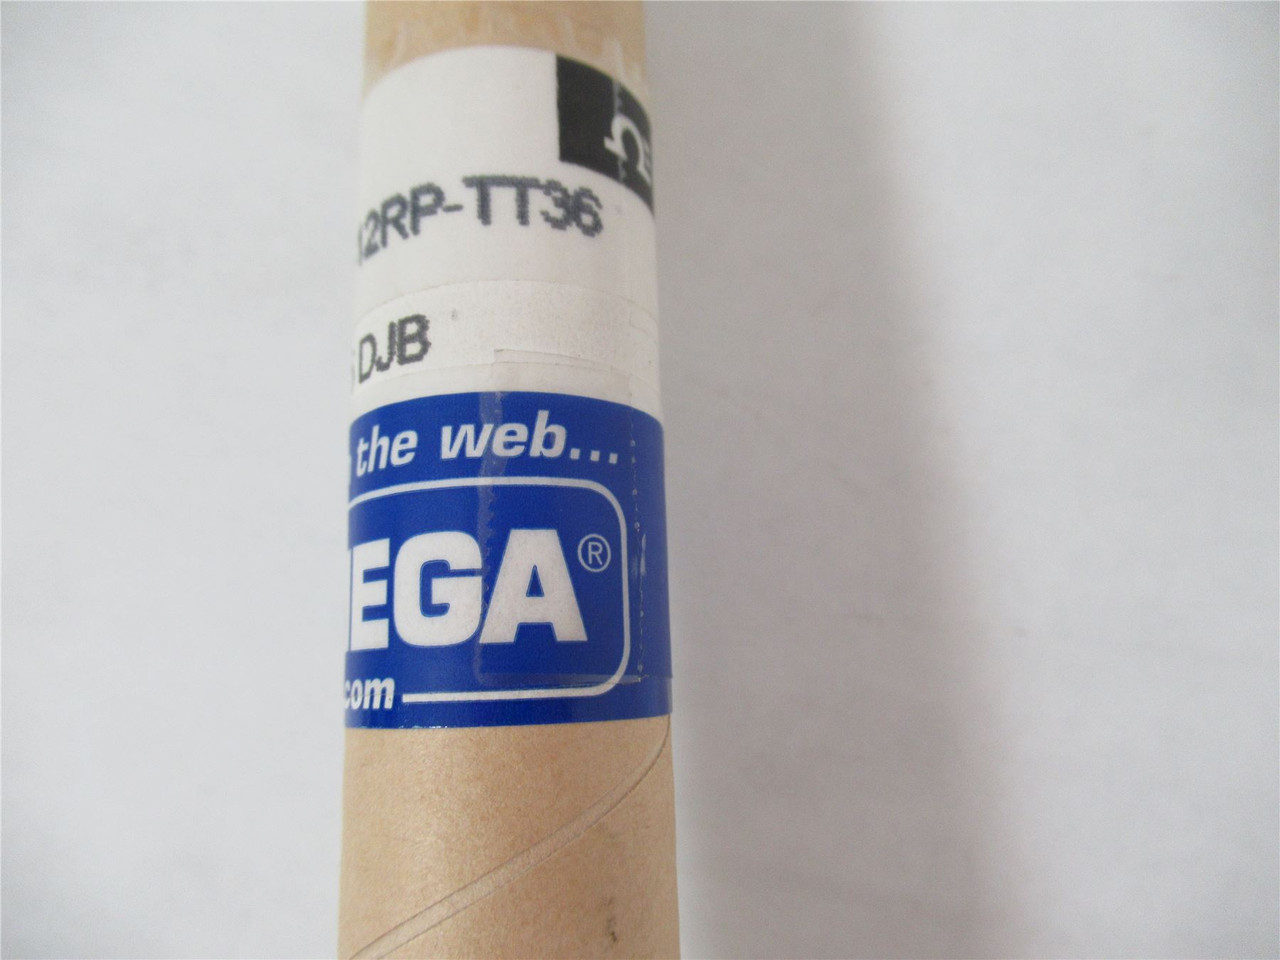 Ω
12RP-TT36
DJB
the web...
EGA®
.com